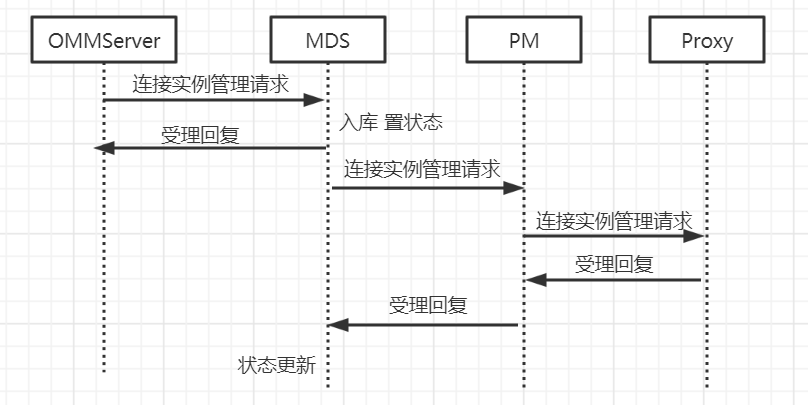 OMMServer
MDS
PM
Proxy
连接实例管理请求
入库 置状态
受理回复
连接实例管理请求
连接实例管理请求
受理回复
受理回复
状态更新